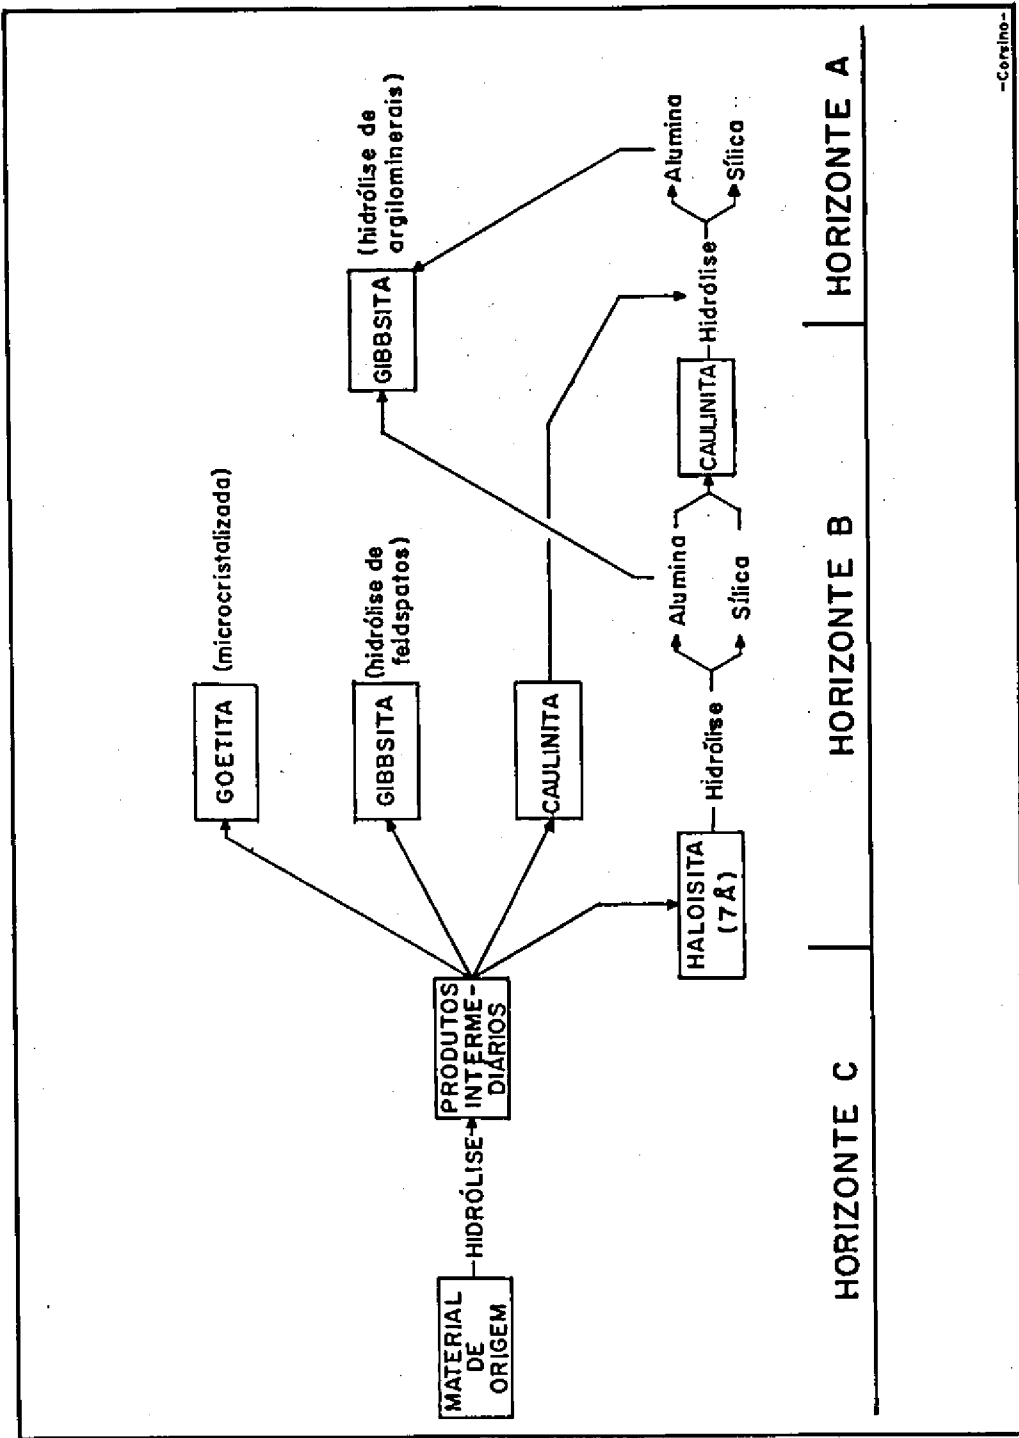 MATERIAL
DE
ORIGEM
HIDRÓLISE
PRODUTOS
INTERME-
DIÁRIOS
GOETITA
(microcristalizada)
GIBBSITA
(hidrólise de
feldspatos)
CAULINITA
HALOISITA
(7 Å)
Hidrólise
Alumina
Sílica
CAULINITA
GIBBSITA
(hidrólise de
argilominerais)
Hidrólise
Alumina
Sílica
HORIZONTE C
HORIZONTE B
HORIZONTE A
-Corsino-